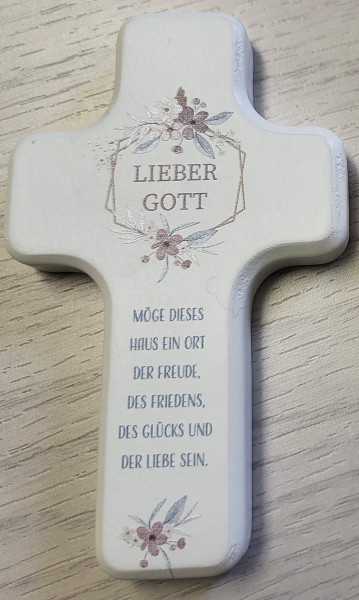 LIEBER
GOTT
MÖGE DIESES
HAUS EIN ORT
DER FREUDE,
DES FRIEDENS,
DES GLÜCKS UND
DER LIEBE SEIN.